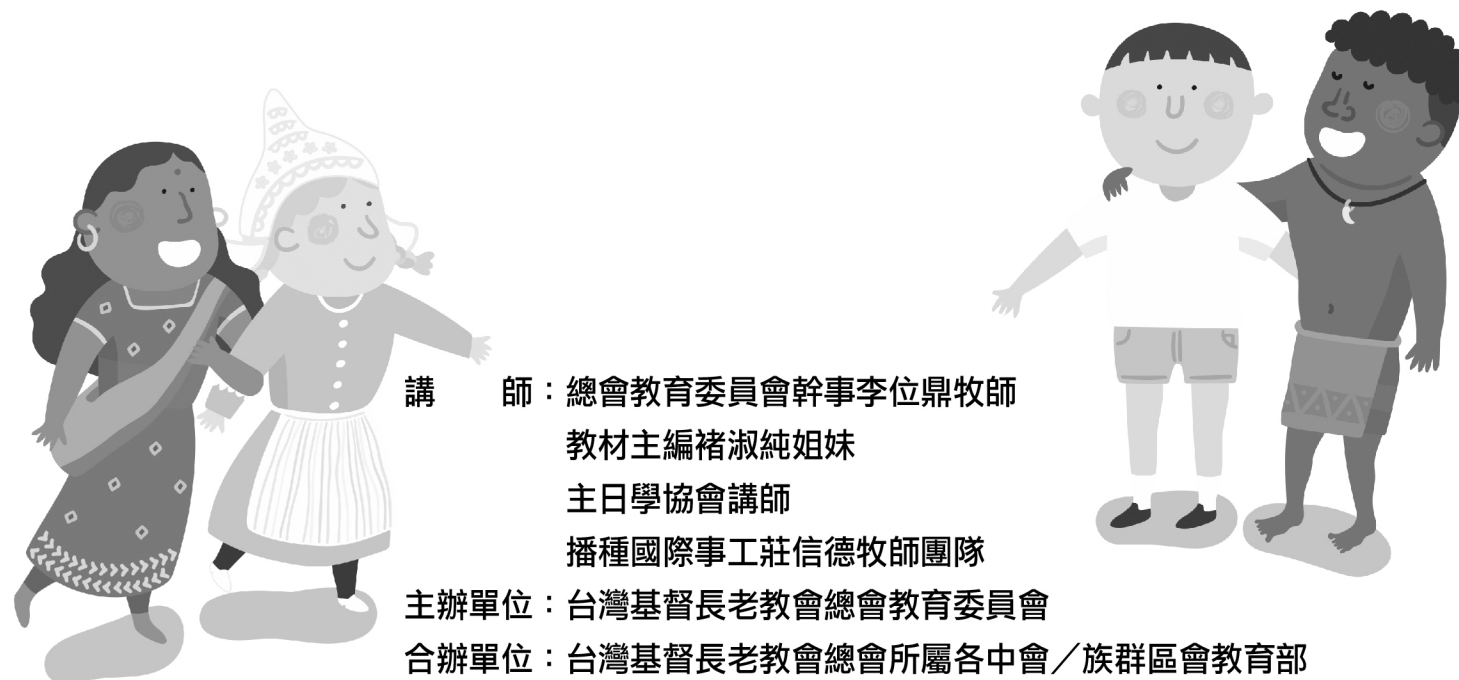 講　　師：總會教育委員會幹事李位鼎牧師
教材主編褚淑純姐妹
主日學協會講師
播種國際事工莊信德牧師團隊
主辦單位：台灣基督長老教會總會教育委員會
合辦單位：台灣基督長老教會總會所屬各中會／族群區會教育部